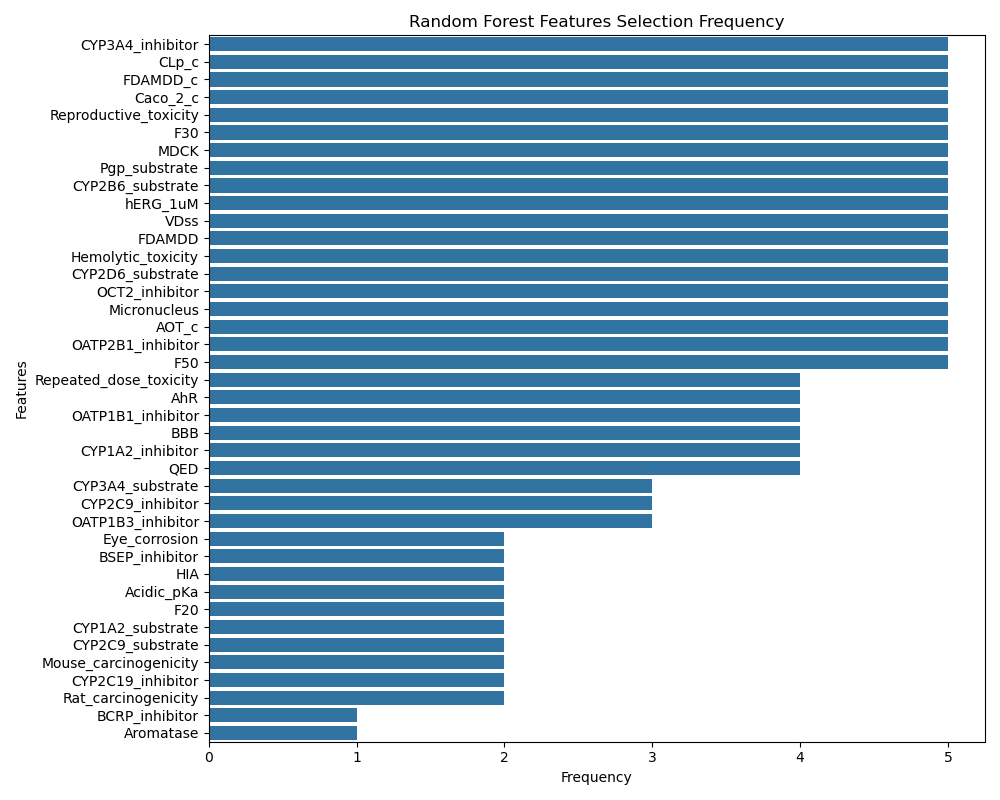 Random Forest Features Selection Frequency
CYP3A4_inhibitor
CLp_c
FDAMDD_c
Caco_2_c
Reproductive_toxicity
F30
MDCK
Pgp_substrate
CYP2B6_substrate
hERG_1uM
VDss
FDAMDD
Hemolytic_toxicity
CYP2D6_substrate
OCT2_inhibitor
Micronucleus
AOT_c
OATP2B1_inhibitor
F50
Repeated_dose_toxicity
AhR
OATP1B1_inhibitor
BBB
CYP1A2_inhibitor
QED
CYP3A4_substrate
CYP2C9_inhibitor
OATP1B3_inhibitor
Eye_corrosion
BSEP_inhibitor
HIA
Acidic_pKa
F20
CYP1A2_substrate
CYP2C9_substrate
Mouse_carcinogenicity
CYP2C19_inhibitor
Rat_carcinogenicity
BCRP_inhibitor
Aromatase
Features
0 1 2 3 4 5
Frequency